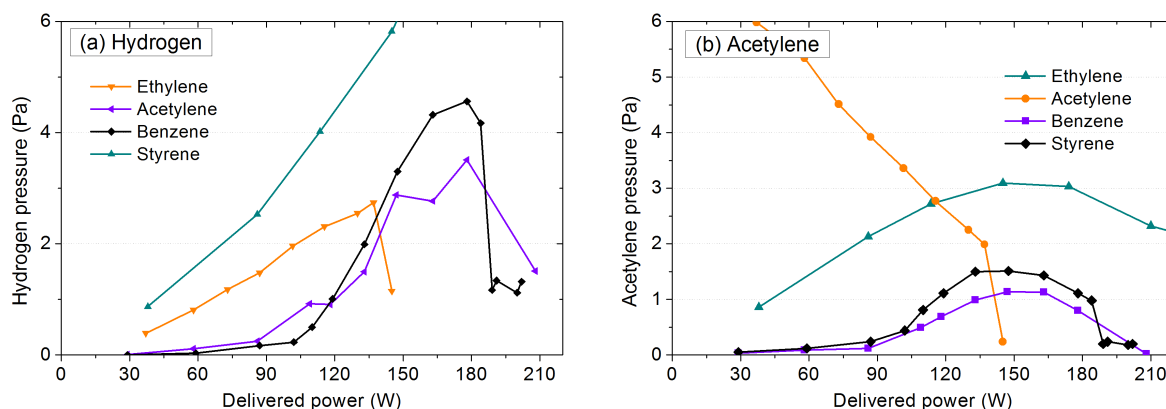 (a) Hydrogen
Ethylene
Acetylene
Benzene
Styrene
Hydrogen pressure (Pa)
6
4
2
0
0 30 60 90 120 150 180 210
Delivered power (W)
(b) Acetylene
Ethylene
Acetylene
Benzene
Styrene
Acetylene pressure (Pa)
6
5
4
3
2
1
0
0 30 60 90 120 150 180 210
Delivered power (W)